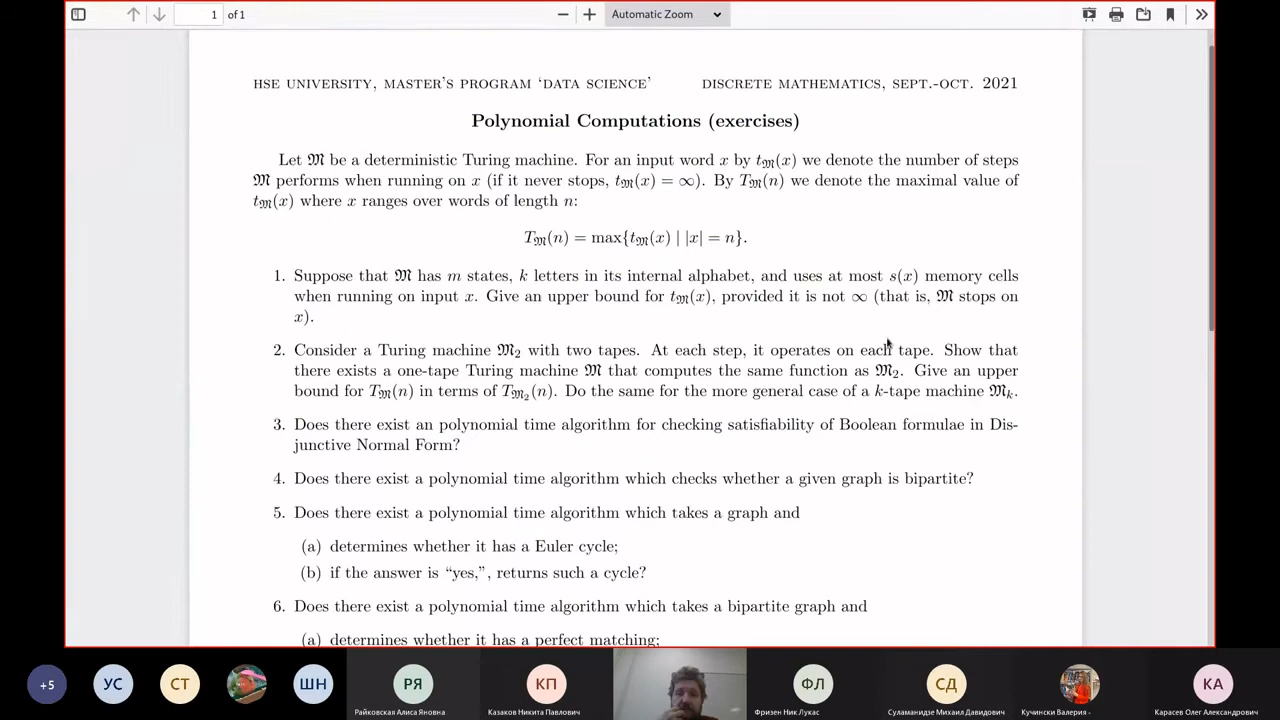 1 of 1 Automatic Zoom
HSE UNIVERSITY, MASTER'S PROGRAM ‘DATA SCIENCE’ DISCRETE MATHEMATICS, SEPT.-OCT. 2021
Polynomial Computations (exercises)
Let 𝔐 be a deterministic Turing machine. For an input word x by t_𝔐(x) we denote the number of steps
𝔐 performs when running on x (if it never stops, t_𝔐(x) = ∞). By T_𝔐(n) we denote the maximal value of
t_𝔐(x) where x ranges over words of length n:
T_𝔐(n) = max{t_𝔐(x) | |x| = n}.
1. Suppose that 𝔐 has m states, k letters in its internal alphabet, and uses at most s(x) memory cells
when running on input x. Give an upper bound for t_𝔐(x), provided it is not ∞ (that is, 𝔐 stops on
x).
2. Consider a Turing machine 𝔐₂ with two tapes. At each step, it operates on each tape. Show that
there exists a one-tape Turing machine 𝔐 that computes the same function as 𝔐₂. Give an upper
bound for T_𝔐(n) in terms of T_𝔐₂(n). Do the same for the more general case of a k-tape machine 𝔐ₖ.
3. Does there exist an polynomial time algorithm for checking satisfiability of Boolean formulae in Dis-
junctive Normal Form?
4. Does there exist a polynomial time algorithm which checks whether a given graph is bipartite?
5. Does there exist a polynomial time algorithm which takes a graph and
(a) determines whether it has a Euler cycle;
(b) if the answer is “yes,”, returns such a cycle?
6. Does there exist a polynomial time algorithm which takes a bipartite graph and
(a) determines whether it has a perfect matching;
+5 УС СТ ШН РЯ КП ФЛ СД КА
Райковская Алиса Яновна Казаков Никита Павлович Фризен Ник Лукас Суламанидзе Михаил Давидович Кучински Валерия - Карасев Олег Александрович